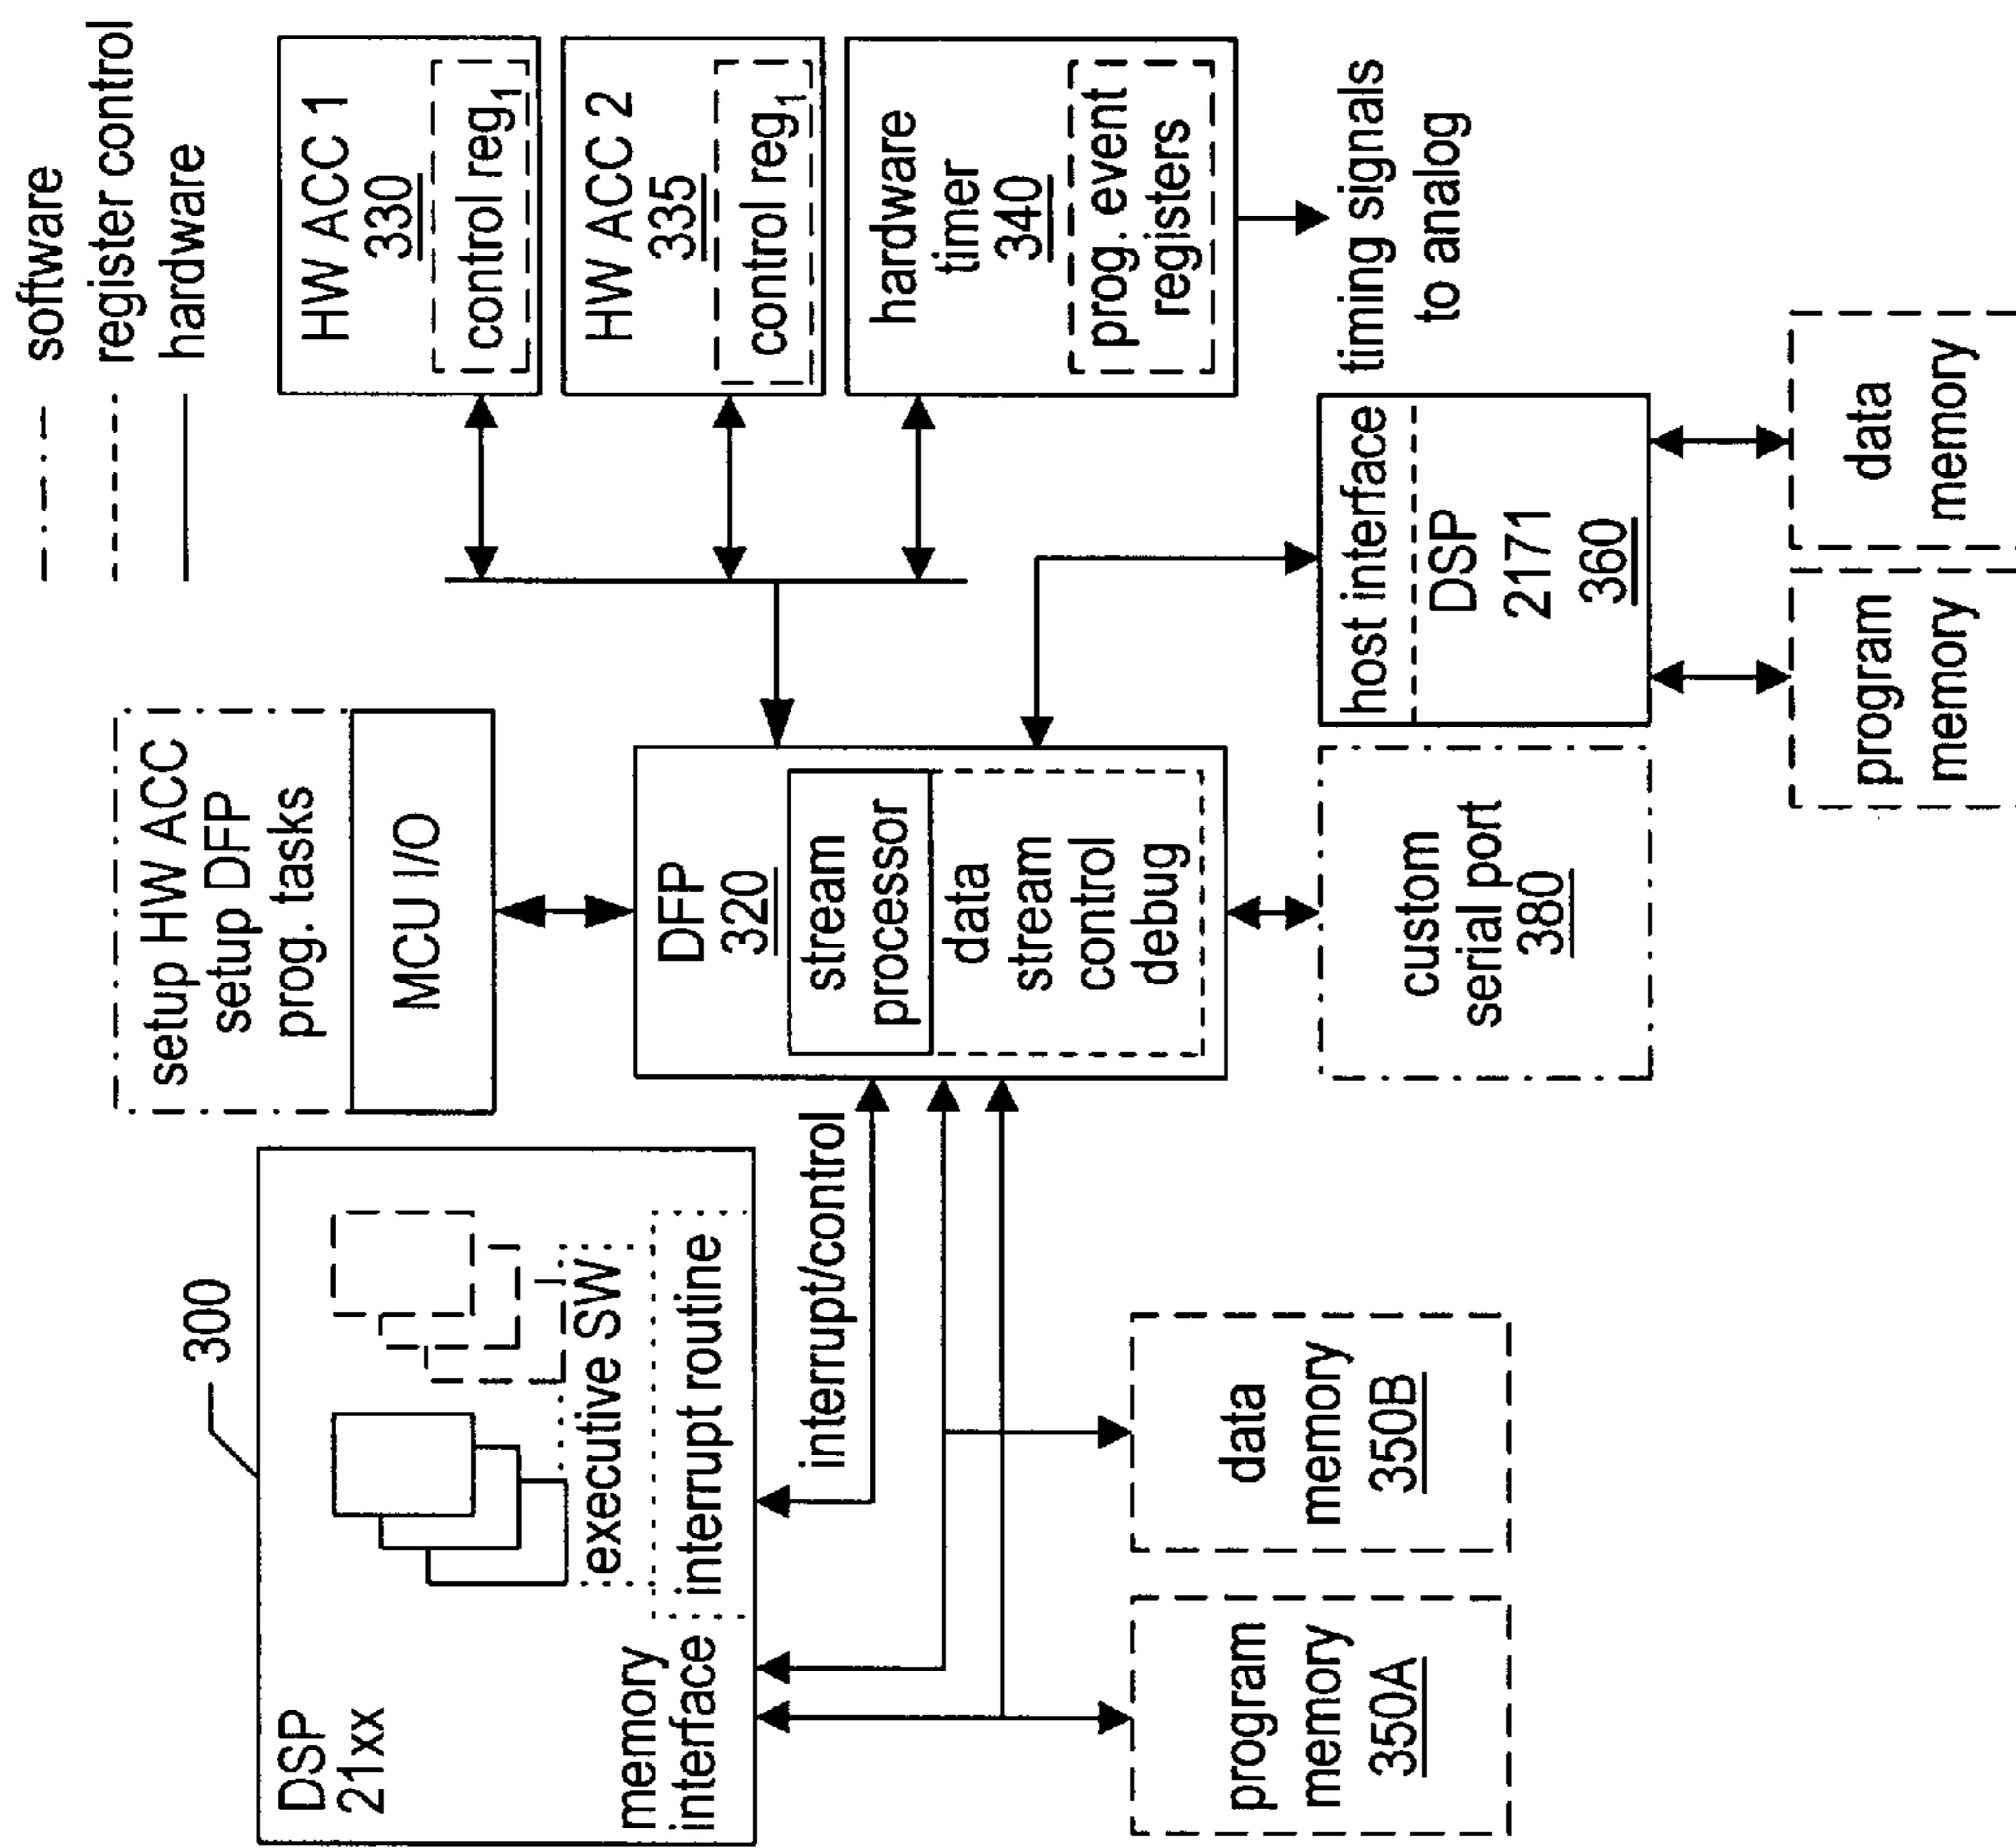 software
register control
hardware
300
DSP
21xx
executive SW
interrupt routine
memory
interface
interrupt/control
program
memory
350A
data
memory
350B
setup HW ACC
setup DFP
prog. tasks
MCU I/O
DFP
320
stream
processor
data
stream
control
debug
custom
serial port
380
HW ACC 1
330
control reg1
HW ACC 2
335
control reg1
hardware
timer
340
prog. event
registers
timing signals
to analog
host interface
DSP
2171
360
program
memory
data
memory